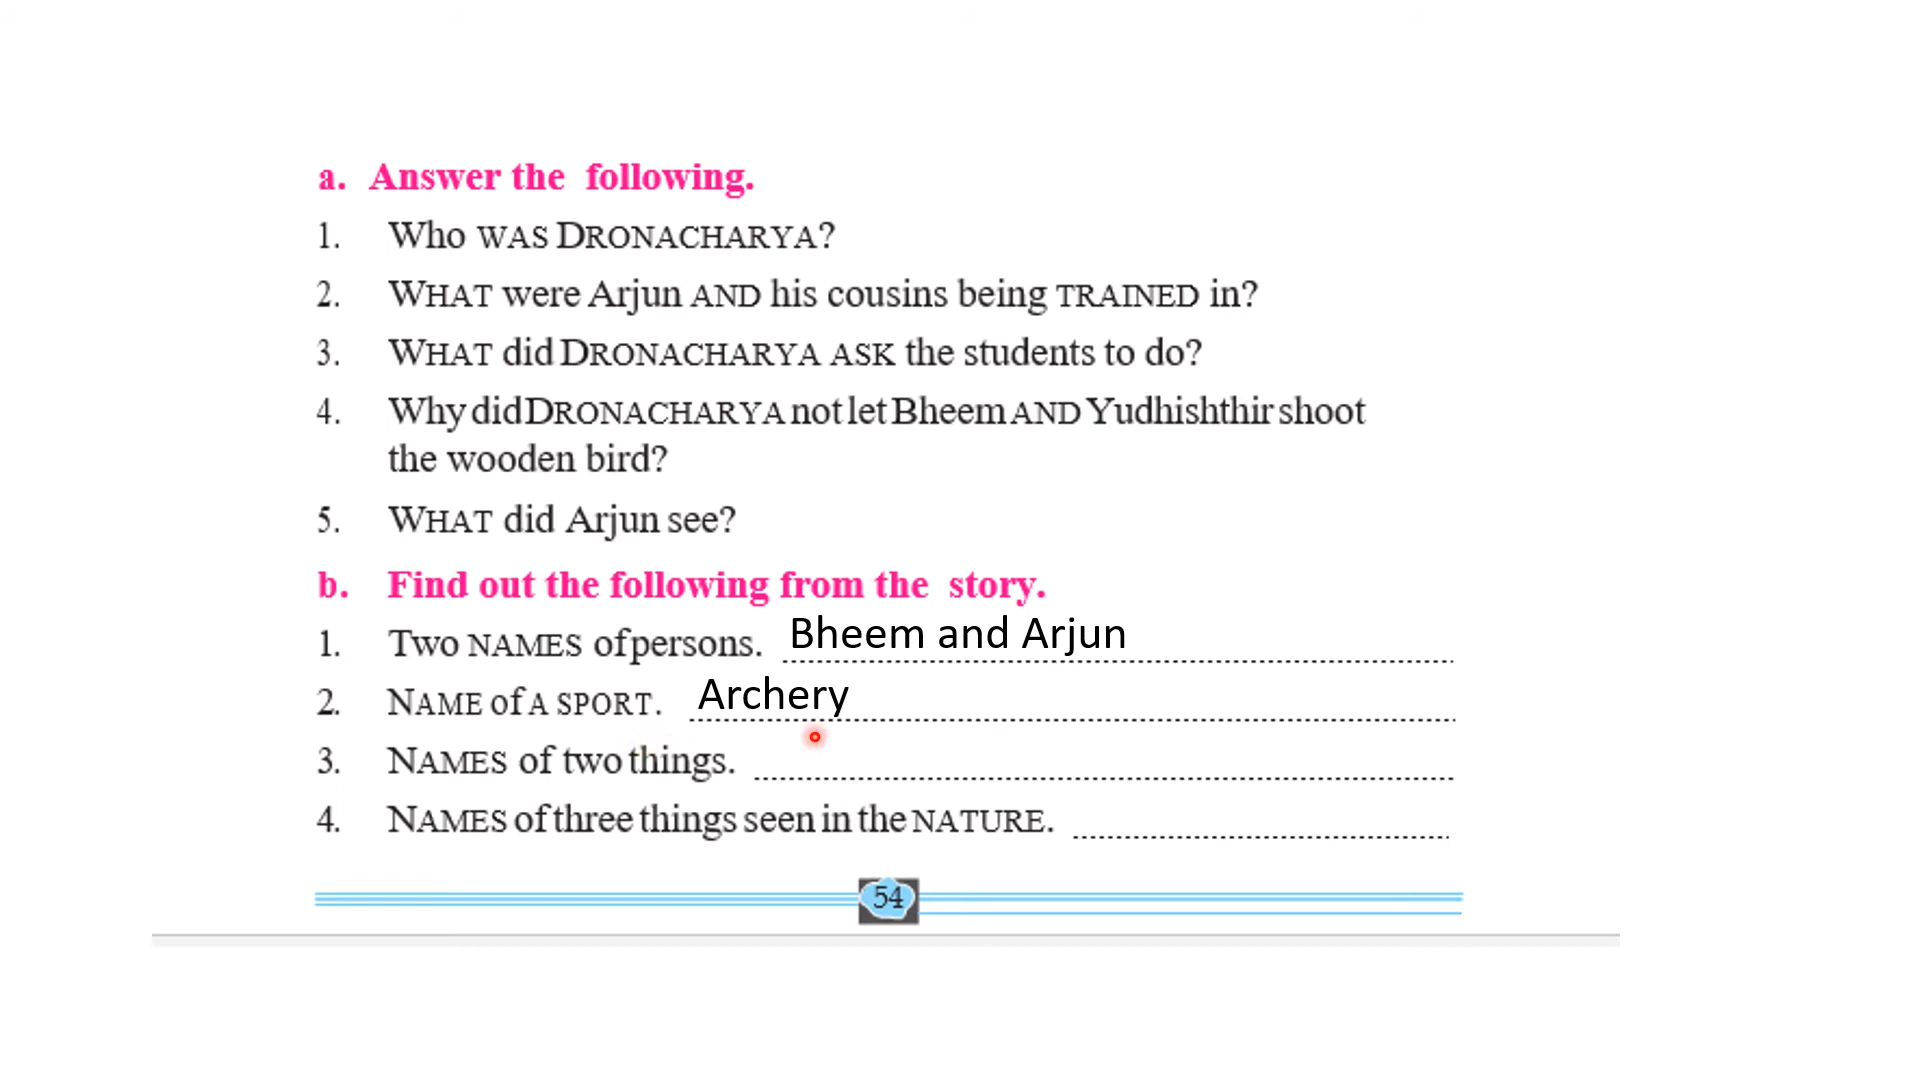 a. Answer the following.
1. Who WAS DRONACHARYA?
2. WHAT were Arjun AND his cousins being TRAINED in?
3. WHAT did DRONACHARYA ASK the students to do?
4. Why did DRONACHARYA not let Bheem AND Yudhishthir shoot
the wooden bird?
5. WHAT did Arjun see?
b. Find out the following from the story.
1. Two NAMES of persons. Bheem and Arjun
2. NAME of A SPORT. Archery
3. NAMES of two things.
4. NAMES of three things seen in the NATURE.
54